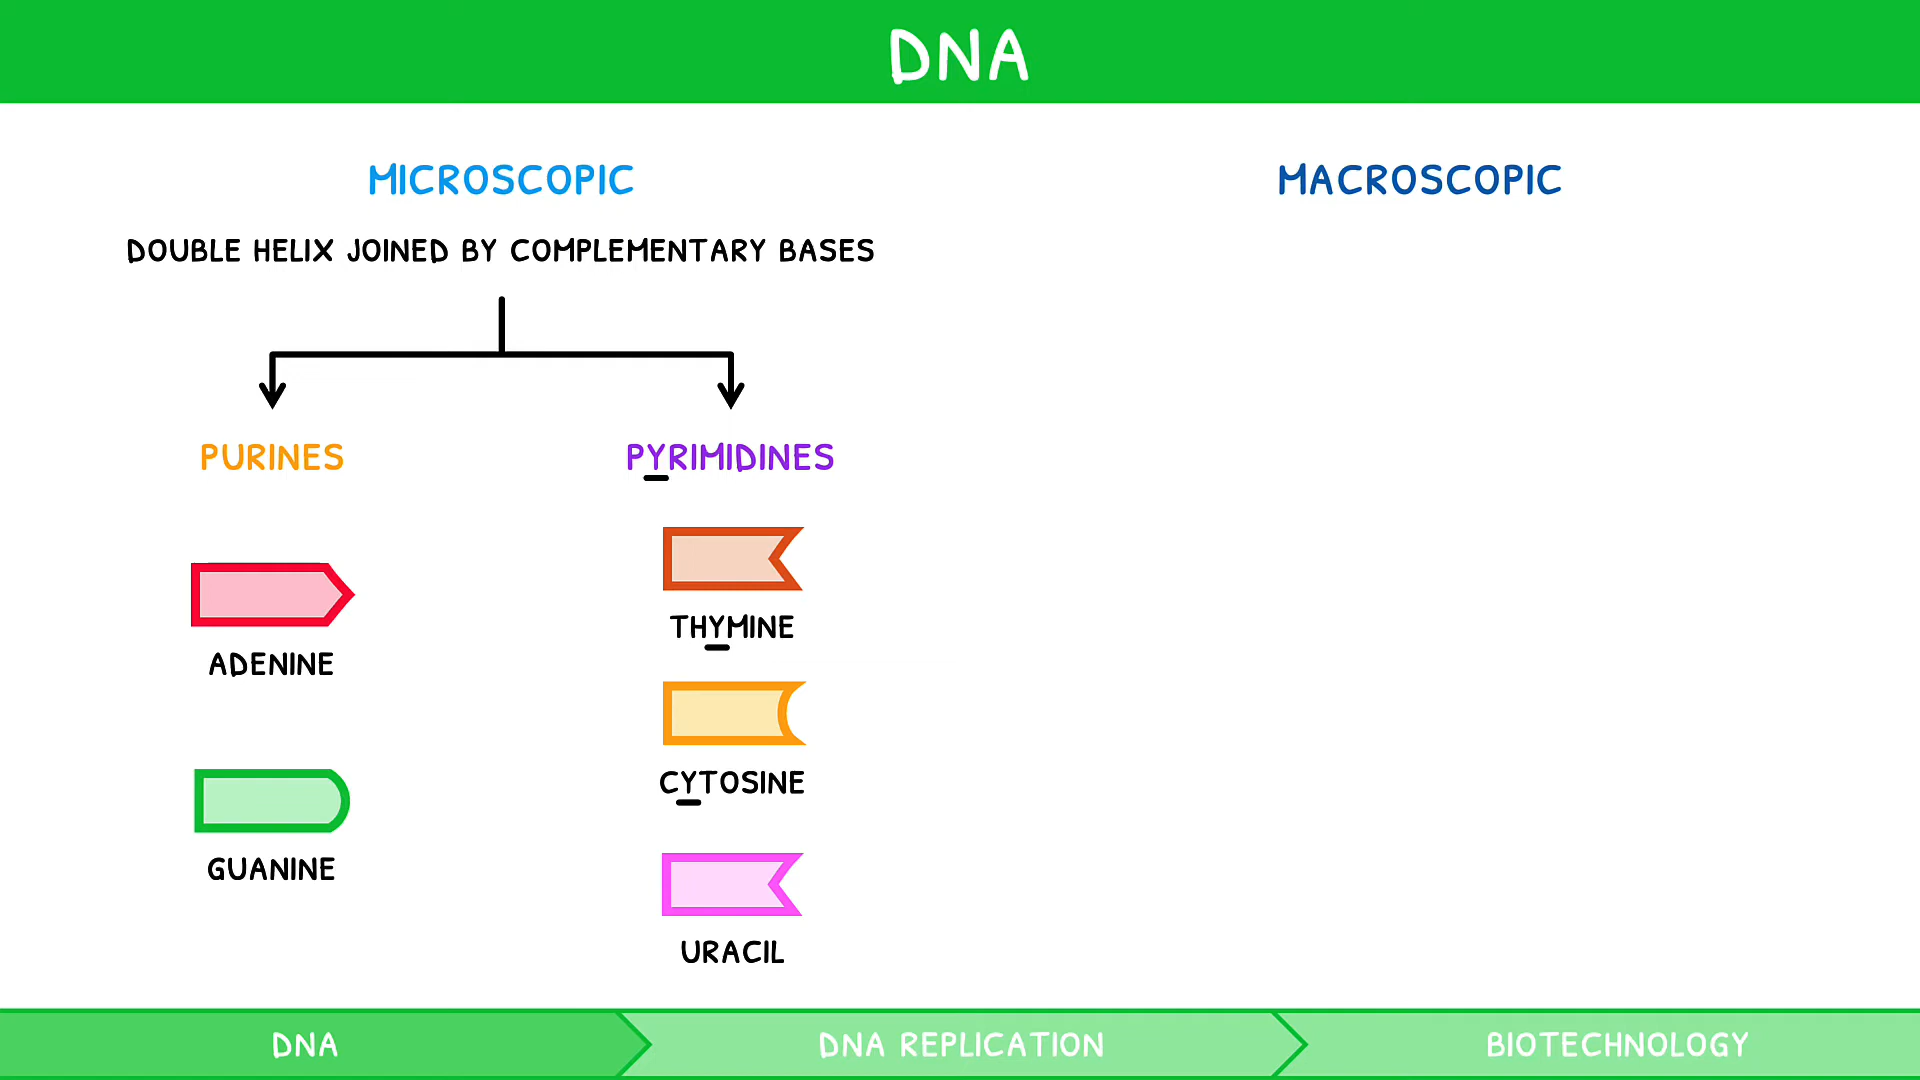 DNA
MICROSCOPIC
DOUBLE HELIX JOINED BY COMPLEMENTARY BASES
PURINES
ADENINE
GUANINE
PYRIMIDINES
THYMINE
CYTOSINE
URACIL
MACROSCOPIC
DNA
DNA REPLICATION
BIOTECHNOLOGY